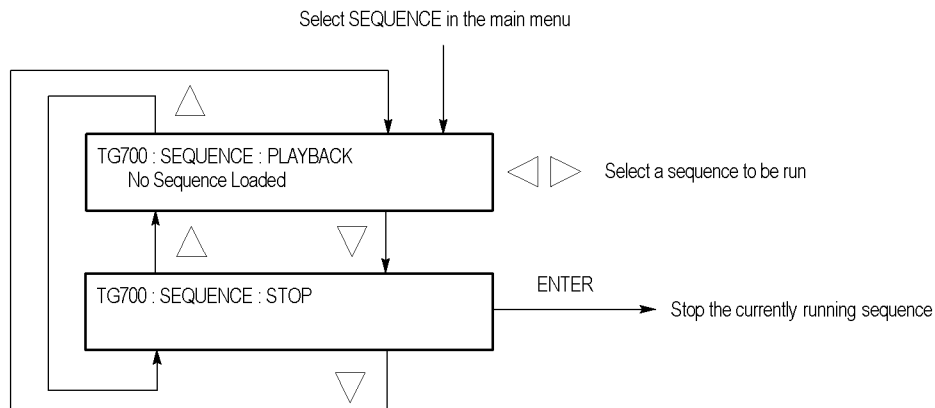 Select SEQUENCE in the main menu
TG700 : SEQUENCE : PLAYBACK
No Sequence Loaded
Select a sequence to be run
TG700 : SEQUENCE : STOP
ENTER
Stop the currently running sequence